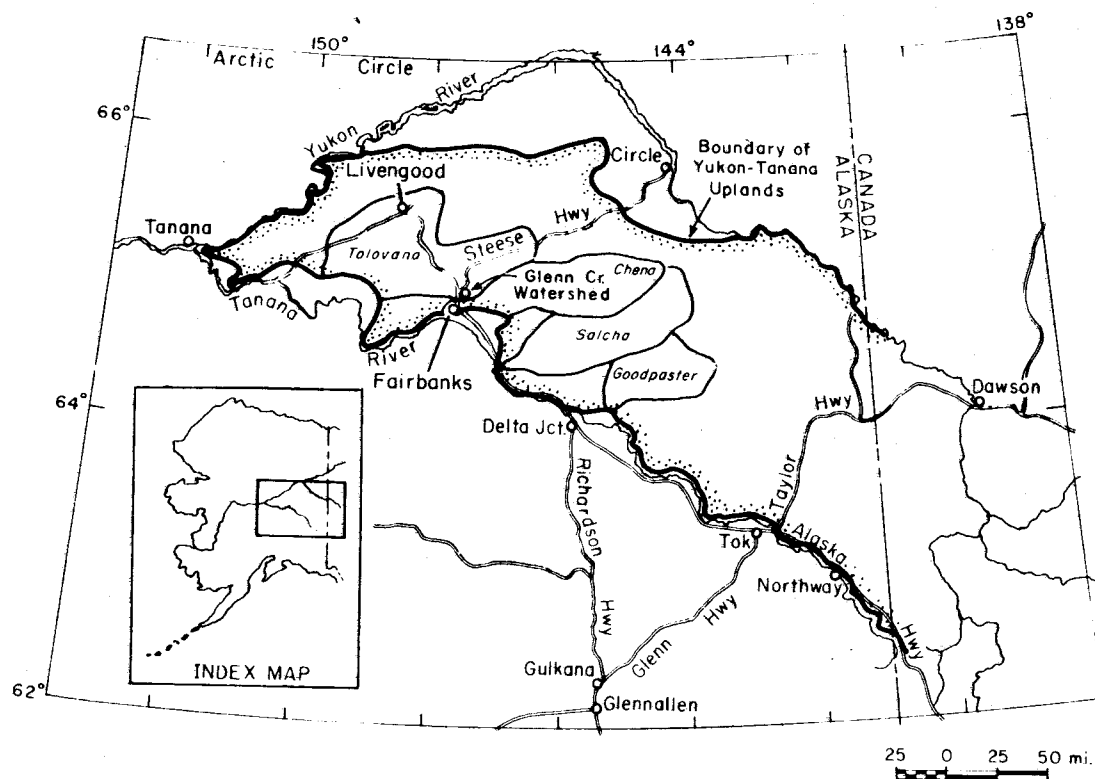 150°
144°
138°
Arctic Circle
66°
Yukon River
Circle
Boundary of
Yukon-Tanana
Uplands
CANADA
ALASKA
Livengood
Tanana
Tolovana
Steese Hwy
Glenn Cr.
Watershed
Chena
Tanana River
Salcha
Fairbanks
Goodpaster
64°
Dawson
Delta Jct.
Taylor Hwy
Richardson Hwy
Tok
Alaska Hwy
Northway
Glenn Hwy
Gulkana
Glennallen
INDEX MAP
62°
25 0 25 50 mi.